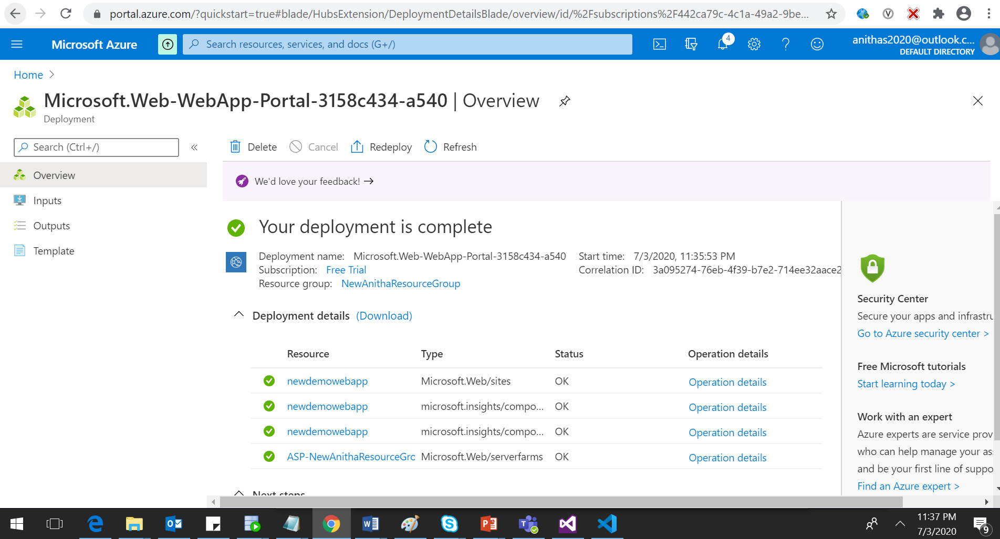 portal.azure.com/?quickstart=true#blade/HubsExtension/DeploymentDetailsBlade/overview/id/%2Fsubscriptions%2F442ca79c-4c1a-49a2-9be...
Microsoft Azure
Search resources, services, and docs (G+/)
4
anithas2020@outlook.c...
DEFAULT DIRECTORY
Home
Microsoft.Web-WebApp-Portal-3158c434-a540 | Overview
Deployment
Search (Ctrl+/)
«
Delete
Cancel
Redeploy
Refresh
Overview
Inputs
Outputs
Template
We'd love your feedback! →
Your deployment is complete
Deployment name: Microsoft.Web-WebApp-Portal-3158c434-a540
Subscription: Free Trial
Resource group: NewAnithaResourceGroup
Start time: 7/3/2020, 11:35:53 PM
Correlation ID: 3a095274-76eb-4f39-b7e2-714ee32aace2
Deployment details (Download)
Resource Type Status Operation details
newdemowebapp Microsoft.Web/sites OK Operation details
newdemowebapp microsoft.insights/compo... OK Operation details
newdemowebapp microsoft.insights/compo... OK Operation details
ASP-NewAnithaResourceGrc Microsoft.Web/serverfarms OK Operation details
Next steps
Security Center
Secure your apps and infrastru
Go to Azure security center >
Free Microsoft tutorials
Start learning today >
Work with an expert
Azure experts are service prov
who can help manage your as
and be your first line of suppo
Find an Azure expert >
11:37 PM
7/3/2020
9